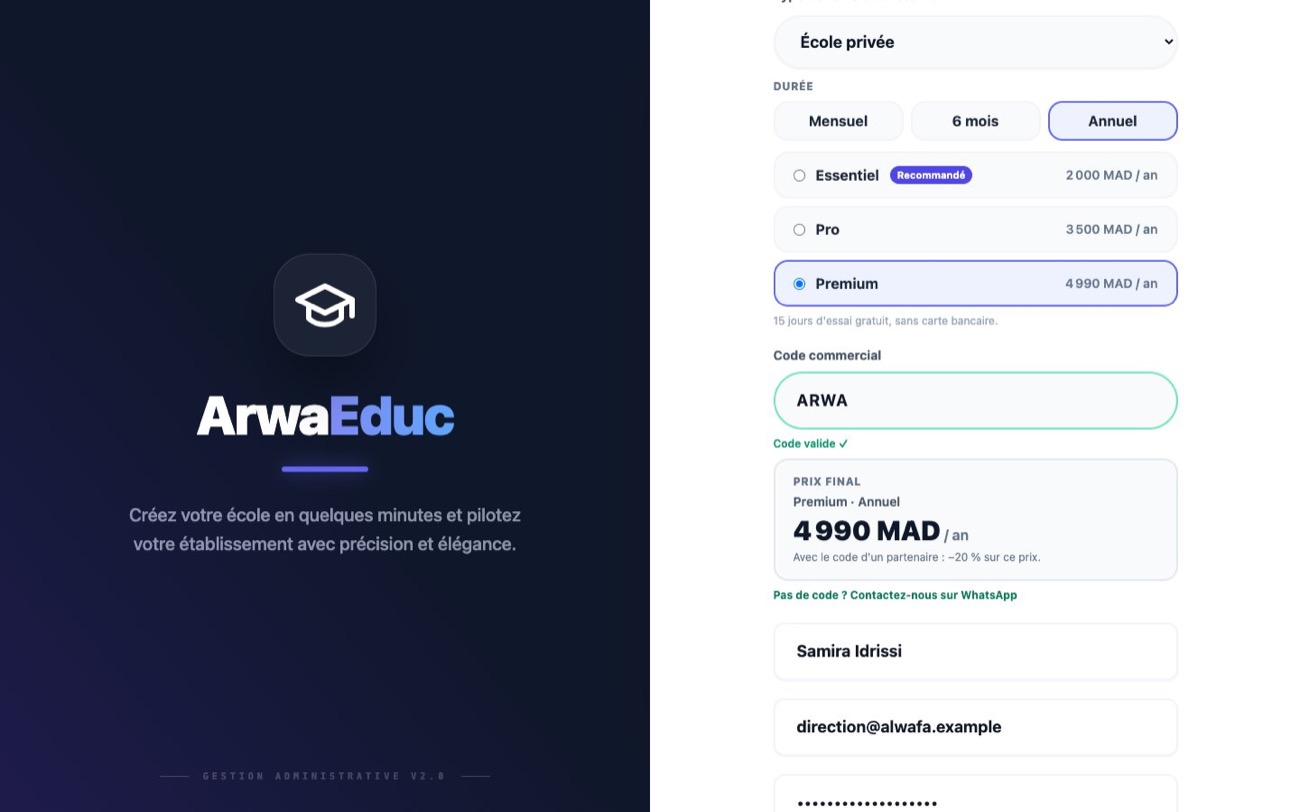 ArwaEduc
Créez votre école en quelques minutes et pilotez
votre établissement avec précision et élégance.
GESTION ADMINISTRATIVE V2.0
École privée
DURÉE
Mensuel
6 mois
Annuel
Essentiel Recommandé 2 000 MAD / an
Pro 3 500 MAD / an
Premium 4 990 MAD / an
15 jours d'essai gratuit, sans carte bancaire.
Code commercial
ARWA
Code valide ✓
PRIX FINAL
Premium · Annuel
4 990 MAD / an
Avec le code d'un partenaire : −20 % sur ce prix.
Pas de code ? Contactez-nous sur WhatsApp
Samira Idrissi
direction@alwafa.example